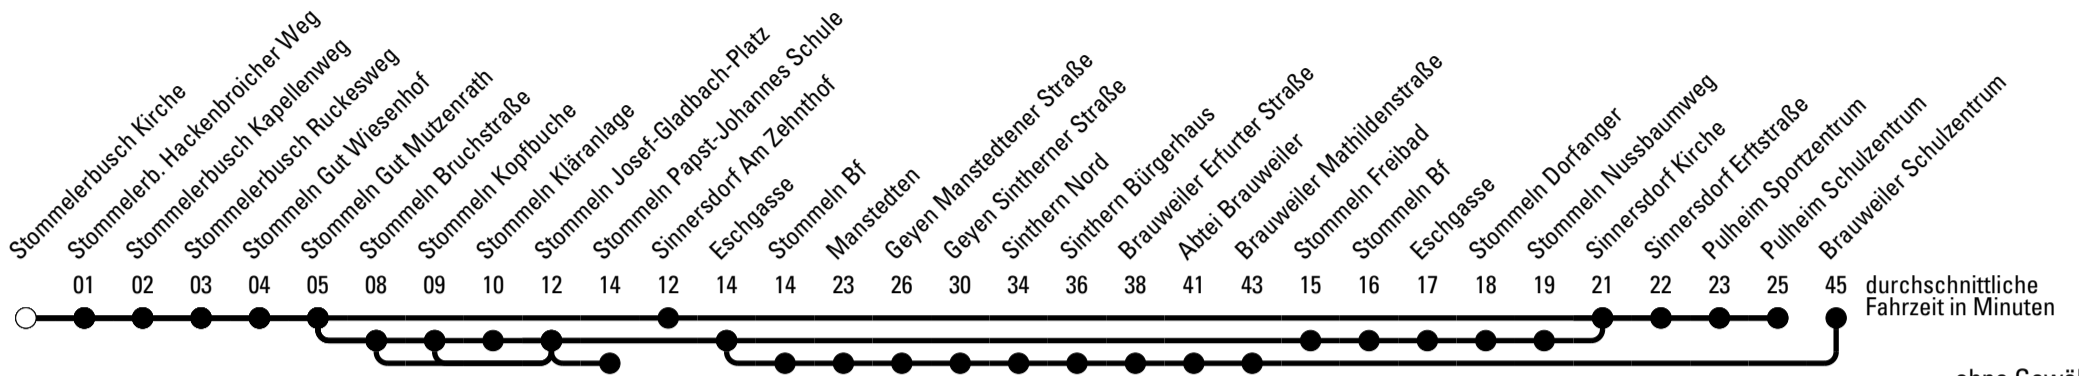 Stommelerbusch Kirche
Stommelerb. Hackenbroicher Weg
Stommelerbusch Kapellenweg
Stommelerbusch Ruckesweg
Stommeln Gut Wiesenhof
Stommeln Gut Mutzenrath
Stommeln Bruchstraße
Stommeln Kopfbuche
Stommeln Kläranlage
Stommeln Josef-Gladbach-Platz
Stommeln Papst-Johannes Schule
Sinnersdorf Am Zehnthof
Eschgasse
Stommeln Bf
Manstedten
Geyen Manstedtener Straße
Geyen Sintherner Straße
Sinthern Nord
Sinthern Bürgerhaus
Brauweiler Erfurter Straße
Abtei Brauweiler
Brauweiler Mathildenstraße
Stommeln Freibad
Stommeln Bf
Eschgasse
Stommeln Dorfanger
Stommeln Nussbaumweg
Sinnersdorf Kirche
Sinnersdorf Erftstraße
Pulheim Sportzentrum
Pulheim Schulzentrum
Brauweiler Schulzentrum
01 02 03 04 05 08 09 10 12 14 12 14 14 23 26 30 34 36 38 41 43 15 16 17 18 19 21 22 23 25 45 durchschnittliche
Fahrzeit in Minuten
ohne